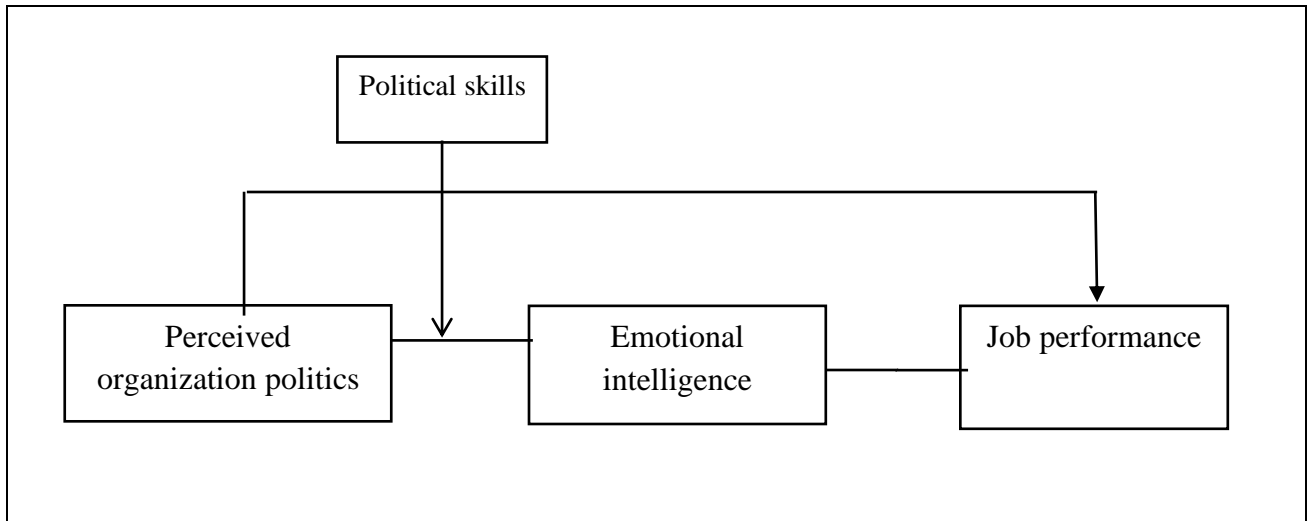 Political skills
Perceived
organization politics
Emotional
intelligence
Job performance